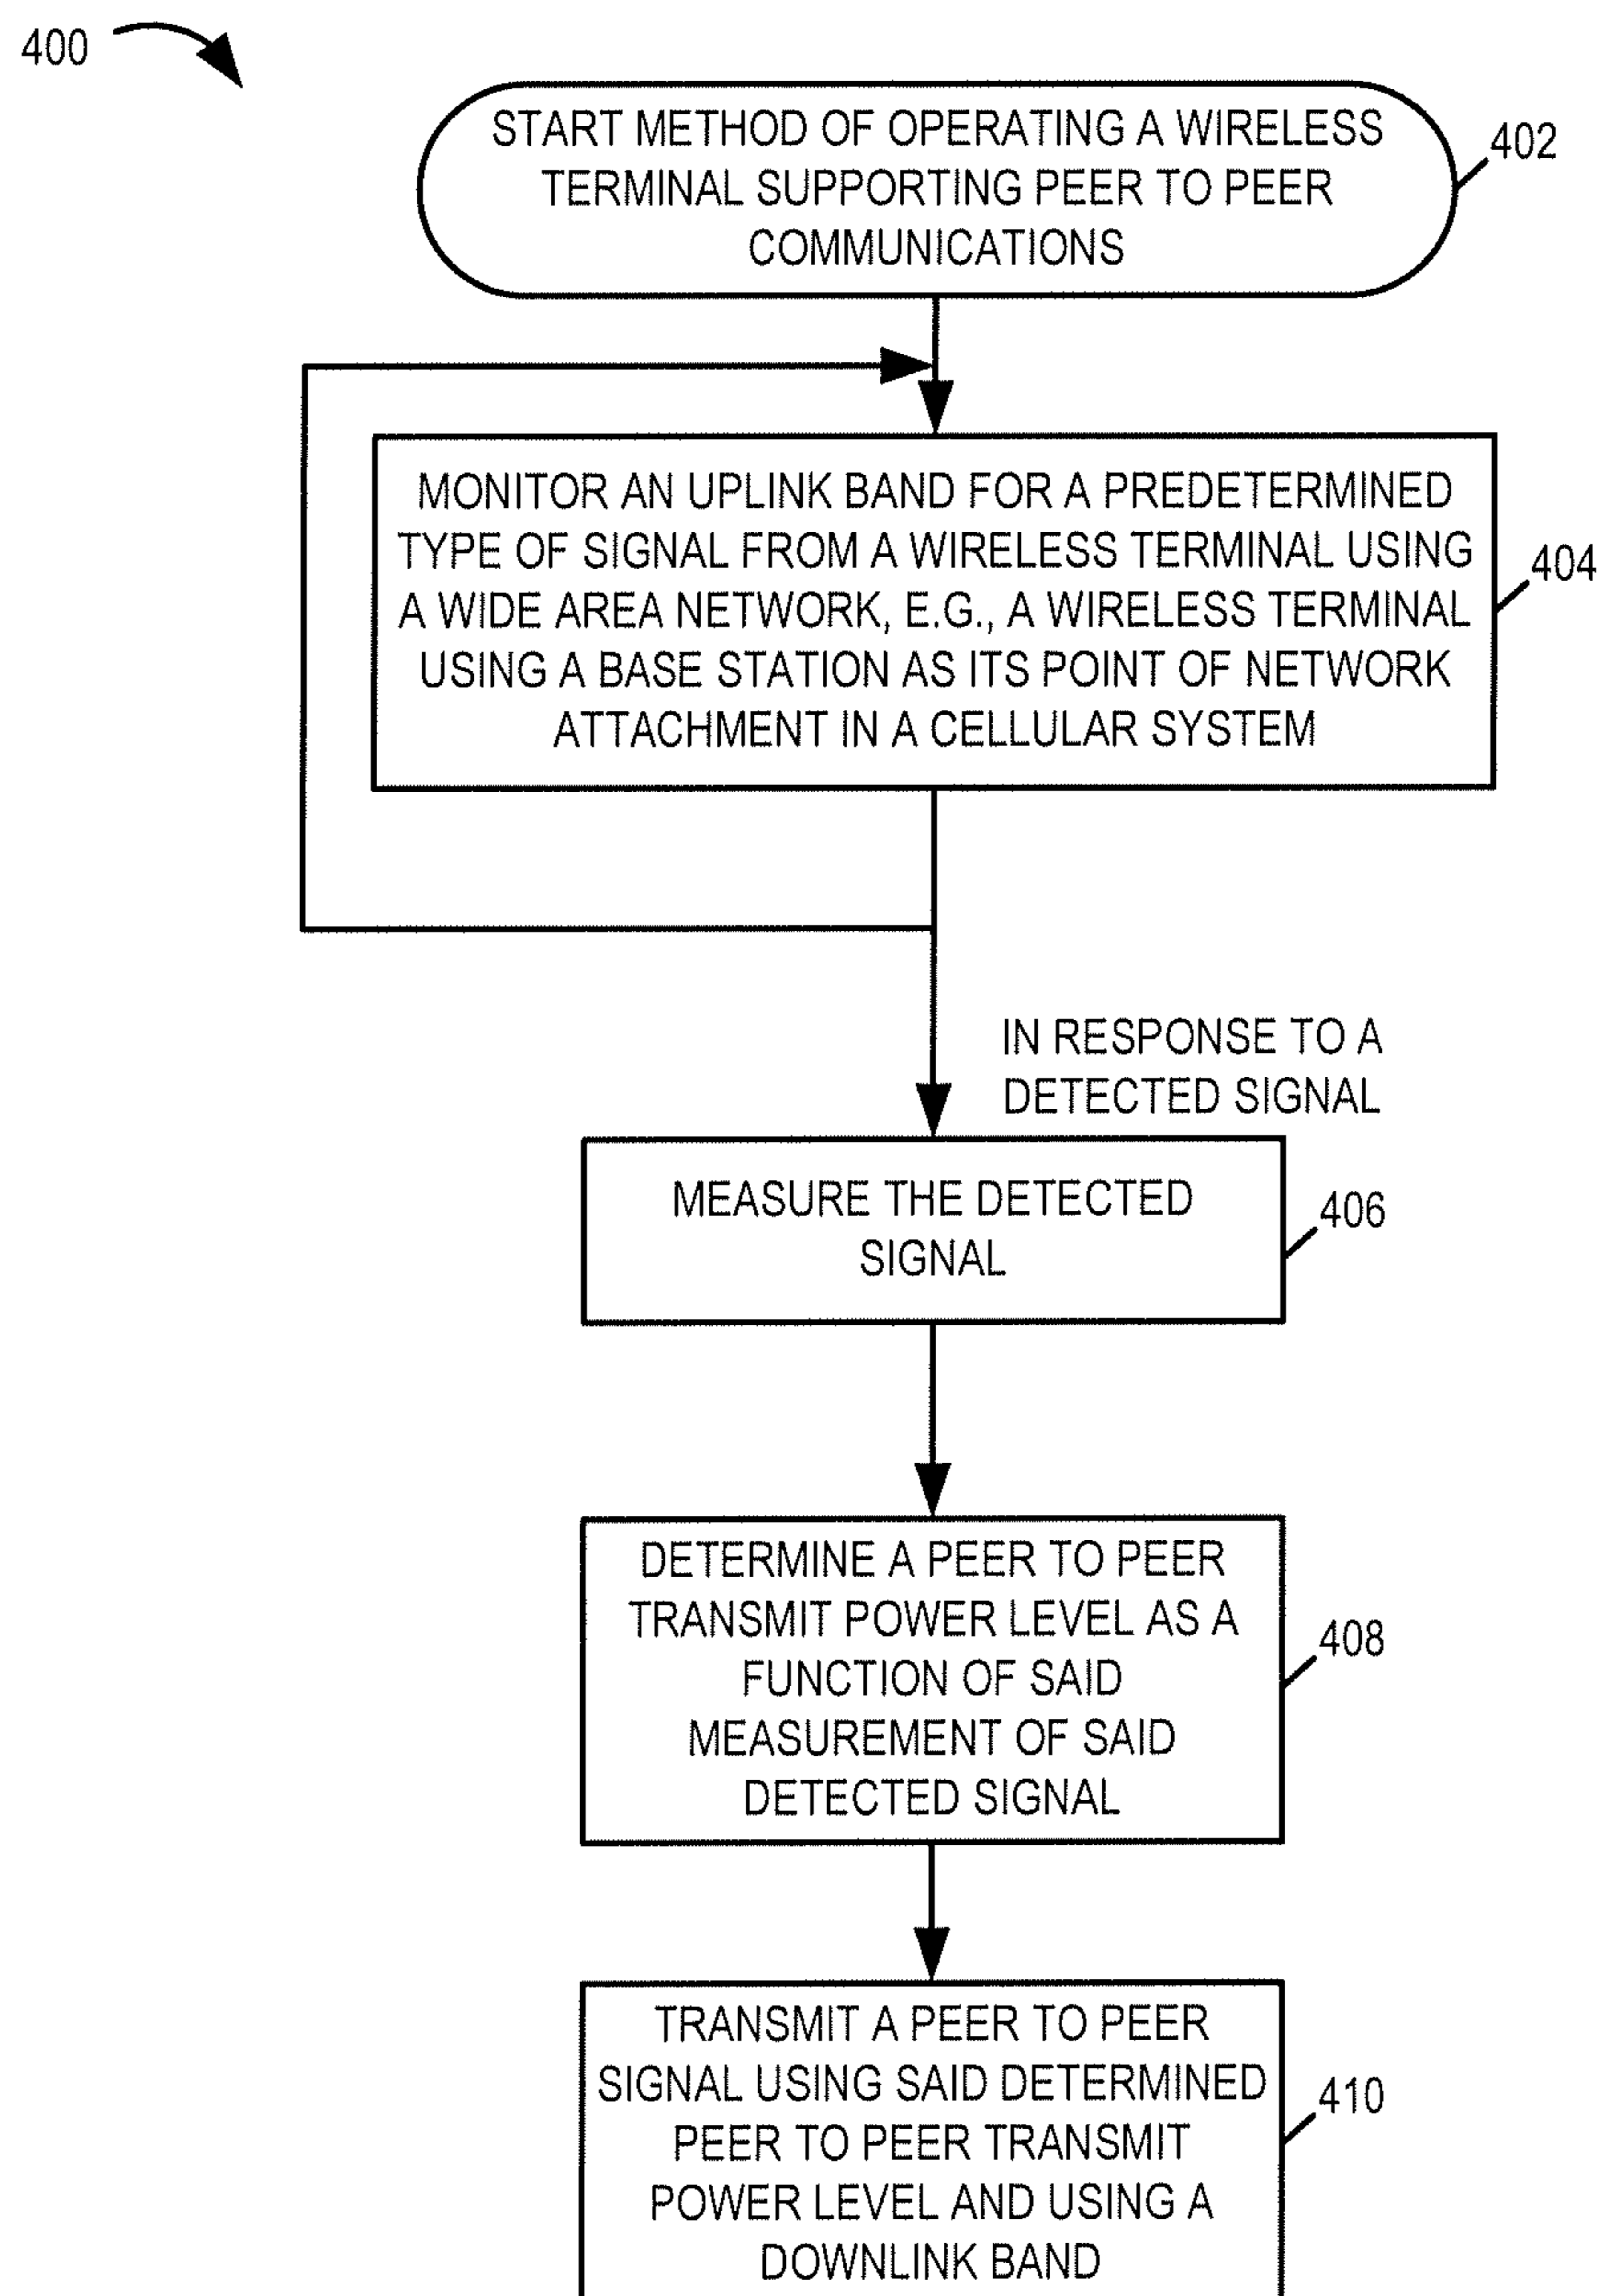 400
START METHOD OF OPERATING A WIRELESS
TERMINAL SUPPORTING PEER TO PEER
COMMUNICATIONS
402
MONITOR AN UPLINK BAND FOR A PREDETERMINED
TYPE OF SIGNAL FROM A WIRELESS TERMINAL USING
A WIDE AREA NETWORK, E.G., A WIRELESS TERMINAL
USING A BASE STATION AS ITS POINT OF NETWORK
ATTACHMENT IN A CELLULAR SYSTEM
404
IN RESPONSE TO A
DETECTED SIGNAL
MEASURE THE DETECTED
SIGNAL
406
DETERMINE A PEER TO PEER
TRANSMIT POWER LEVEL AS A
FUNCTION OF SAID
MEASUREMENT OF SAID
DETECTED SIGNAL
408
TRANSMIT A PEER TO PEER
SIGNAL USING SAID DETERMINED
PEER TO PEER TRANSMIT
POWER LEVEL AND USING A
DOWNLINK BAND
410